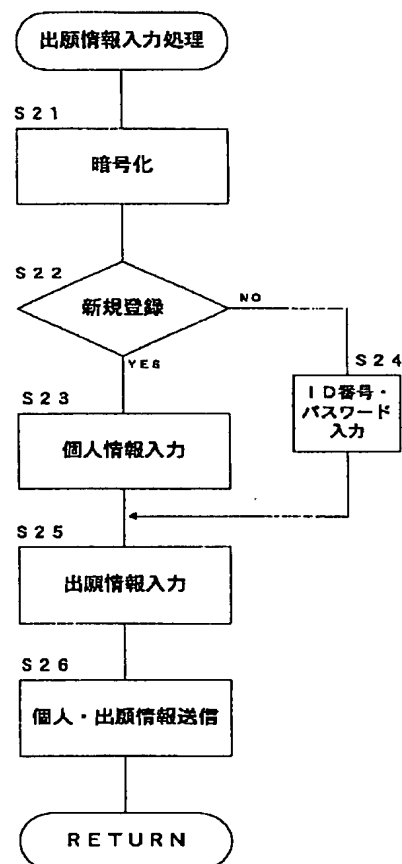 出願情報入力処理
S21
暗号化
S22
新規登録
NO
YES
S24
ID番号・
パスワード
入力
S23
個人情報入力
S25
出願情報入力
S26
個人・出願情報送信
RETURN